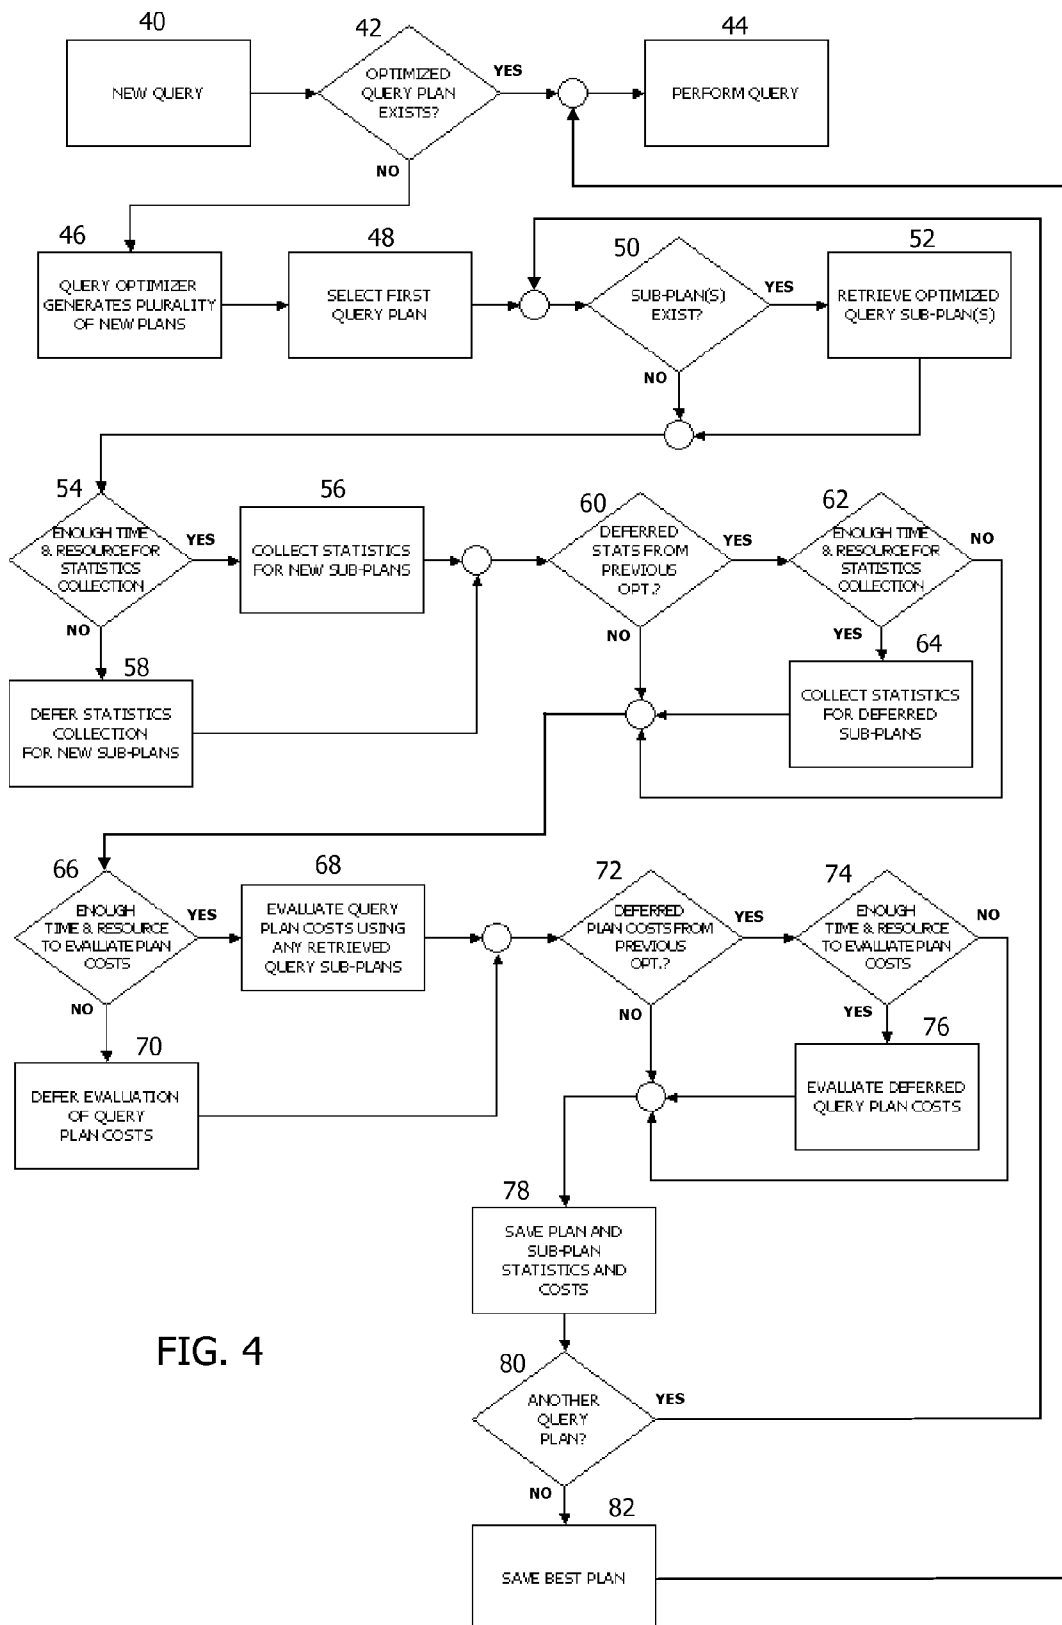 40
42
44
NEW QUERY
OPTIMIZED
QUERY PLAN
EXISTS?
YES
PERFORM QUERY
NO
46
48
50
52
QUERY OPTIMIZER
GENERATES PLURALITY
OF NEW PLANS
SELECT FIRST
QUERY PLAN
SUB-PLAN(S)
EXIST?
YES
RETRIEVE OPTIMIZED
QUERY SUB-PLAN(S)
NO
54
56
60
62
ENOUGH TIME
& RESOURCE FOR
STATISTICS
COLLECTION
YES
COLLECT STATISTICS
FOR NEW SUB-PLANS
DEFERRED
STATS FROM
PREVIOUS
OPT.?
YES
ENOUGH TIME
& RESOURCE FOR
STATISTICS
COLLECTION
NO
NO
NO
YES
58
64
DEFER STATISTICS
COLLECTION
FOR NEW SUB-PLANS
COLLECT STATISTICS
FOR DEFERRED
SUB-PLANS
66
68
72
74
ENOUGH
TIME & RESOURCE
TO EVALUATE PLAN
COSTS
YES
EVALUATE QUERY
PLAN COSTS USING
ANY RETRIEVED
QUERY SUB-PLANS
DEFERRED
PLAN COSTS FROM
PREVIOUS
OPT.?
YES
ENOUGH
TIME & RESOURCE
TO EVALUATE PLAN
COSTS
NO
NO
NO
YES
70
76
DEFER EVALUATION
OF QUERY
PLAN COSTS
EVALUATE DEFERRED
QUERY PLAN COSTS
78
SAVE PLAN AND
SUB-PLAN
STATISTICS AND
COSTS
FIG. 4
80
ANOTHER
QUERY
PLAN?
YES
NO
82
SAVE BEST PLAN